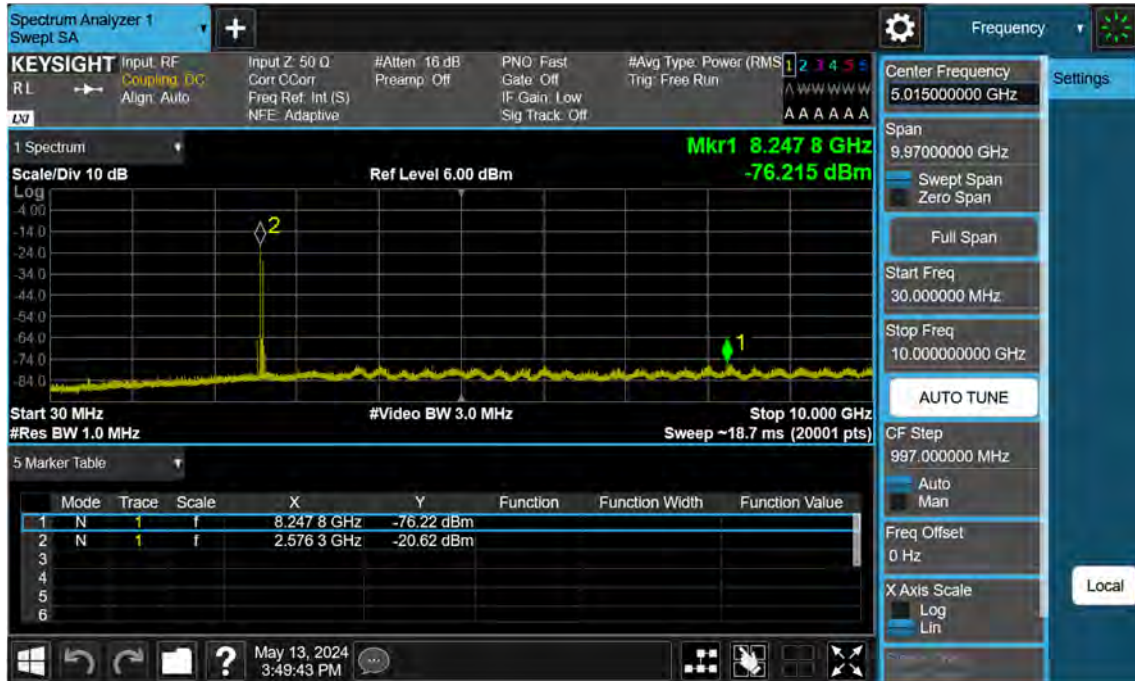 Spectrum Analyzer 1
Swept SA
Frequency
KEYSIGHT
RL
LXI
Input: RF
Coupling: DC
Align: Auto
Input Z: 50 Ω
Corr CCorr
Freq Ref: Int (S)
NFE: Adaptive
#Atten: 16 dB
Preamp: Off
PNO: Fast
Gate: Off
IF Gain: Low
Sig Track: Off
#Avg Type: Power (RMS
Trig: Free Run
1 2 3 4 5 6
A W W W W W
A A A A A A
1 Spectrum
Scale/Div 10 dB
Ref Level 6.00 dBm
Mkr1 8.247 8 GHz
-76.215 dBm
Log
-4.00
-14.0
-24.0
-34.0
-44.0
-54.0
-64.0
-74.0
-84.0
2
1
Start 30 MHz
#Video BW 3.0 MHz
Stop 10.000 GHz
#Res BW 1.0 MHz
Sweep ~18.7 ms (20001 pts)
5 Marker Table
Mode Trace Scale X Y Function Function Width Function Value
1 N 1 f 8.247 8 GHz -76.22 dBm
2 N 1 f 2.576 3 GHz -20.62 dBm
3
4
5
6
May 13, 2024
3:49:43 PM
Center Frequency
5.015000000 GHz
Settings
Span
9.97000000 GHz
Swept Span
Zero Span
Full Span
Start Freq
30.000000 MHz
Stop Freq
10.000000000 GHz
AUTO TUNE
CF Step
997.000000 MHz
Auto
Man
Freq Offset
0 Hz
X Axis Scale
Log
Lin
Local